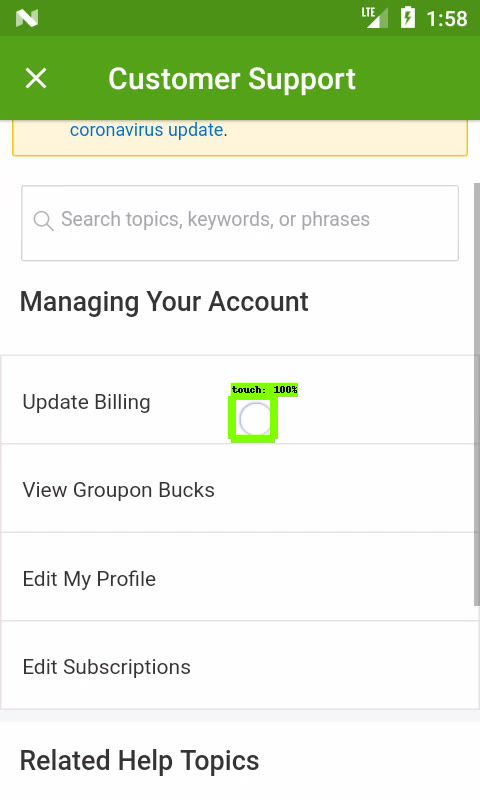 LTE 1:58
Customer Support
coronavirus update.
Search topics, keywords, or phrases
Managing Your Account
touch: 100%
Update Billing
View Groupon Bucks
Edit My Profile
Edit Subscriptions
Related Help Topics